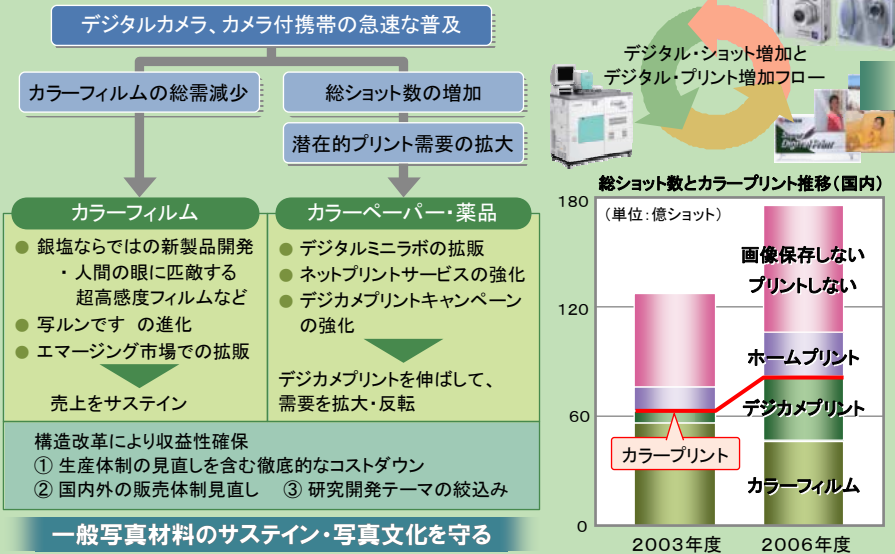 デジタルカメラ、カメラ付携帯の急速な普及
カラーフィルムの総需減少
総ショット数の増加
潜在的プリント需要の拡大
カラーフィルム
● 銀塩ならではの新製品開発
・ 人間の眼に匹敵する
超高感度フィルムなど
● 写ルンです の進化
● エマージング市場での拡販
売上をサステイン
カラーペーパー・薬品
● デジタルミニラボの拡販
● ネットプリントサービスの強化
● デジカメプリントキャンペーン
の強化
デジカメプリントを伸ばして、
需要を拡大・反転
構造改革により収益性確保
① 生産体制の見直しを含む徹底的なコストダウン
② 国内外の販売体制見直し ③ 研究開発テーマの絞込み
一般写真材料のサステイン・写真文化を守る
デジタル・ショット増加と
デジタル・プリント増加フロー
総ショット数とカラープリント推移(国内)
(単位:億ショット)
180
120
60
0
画像保存しない
プリントしない
ホームプリント
デジカメプリント
カラーフィルム
カラープリント
2003年度
2006年度